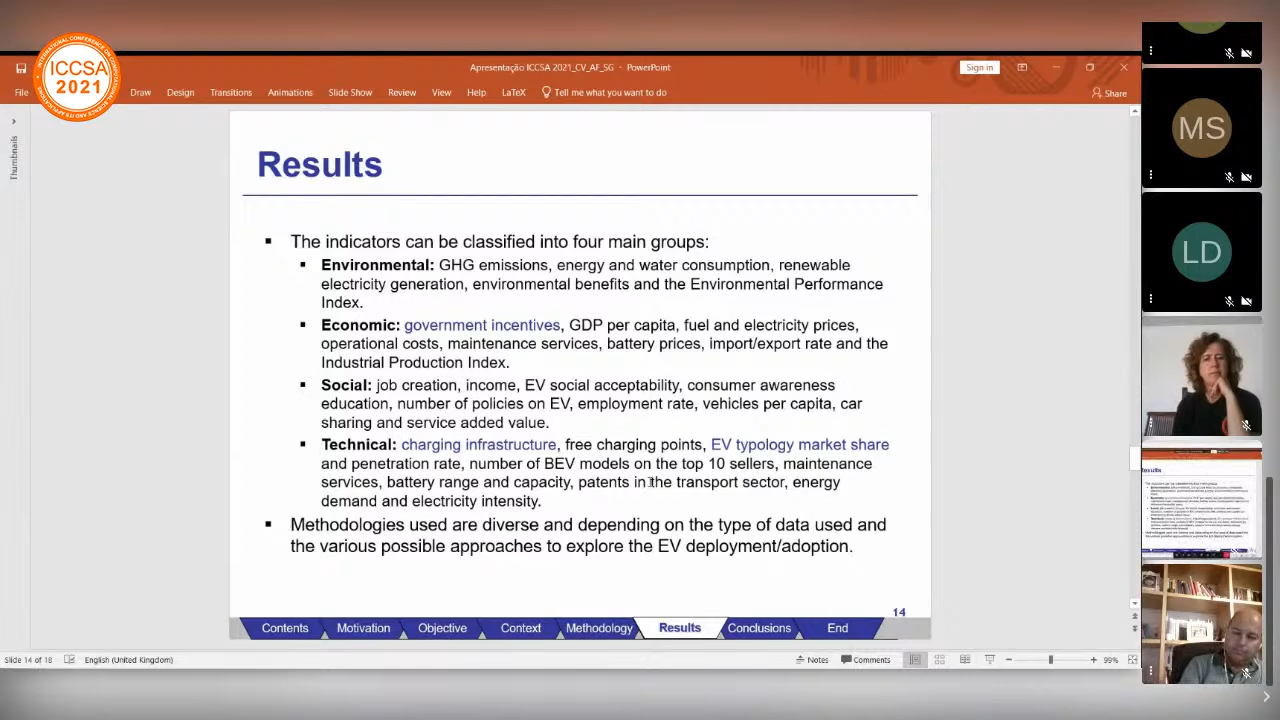 INTERNATIONAL CONFERENCE ON COMPUTATIONAL SCIENCE AND ITS APPLICATIONS
ICCSA
2021
Apresentação ICCSA 2021_CV_AF_SG - PowerPoint
Sign in
File
Draw
Design
Transitions
Animations
Slide Show
Review
View
Help
LaTeX
Tell me what you want to do
Share
Thumbnails
Results
▪ The indicators can be classified into four main groups:
▪ Environmental: GHG emissions, energy and water consumption, renewable
electricity generation, environmental benefits and the Environmental Performance
Index.
▪ Economic: government incentives, GDP per capita, fuel and electricity prices,
operational costs, maintenance services, battery prices, import/export rate and the
Industrial Production Index.
▪ Social: job creation, income, EV social acceptability, consumer awareness
education, number of policies on EV, employment rate, vehicles per capita, car
sharing and service added value.
▪ Technical: charging infrastructure, free charging points, EV typology market share
and penetration rate, number of BEV models on the top 10 sellers, maintenance
services, battery range and capacity, patents in the transport sector, energy
demand and electricity intensity.
▪ Methodologies used are diverse and depending on the type of data used and
the various possible approaches to explore the EV deployment/adoption.
14
Contents
Motivation
Objective
Context
Methodology
Results
Conclusions
End
Slide 14 of 18
English (United Kingdom)
Notes
Comments
99%
MS
LD
Results